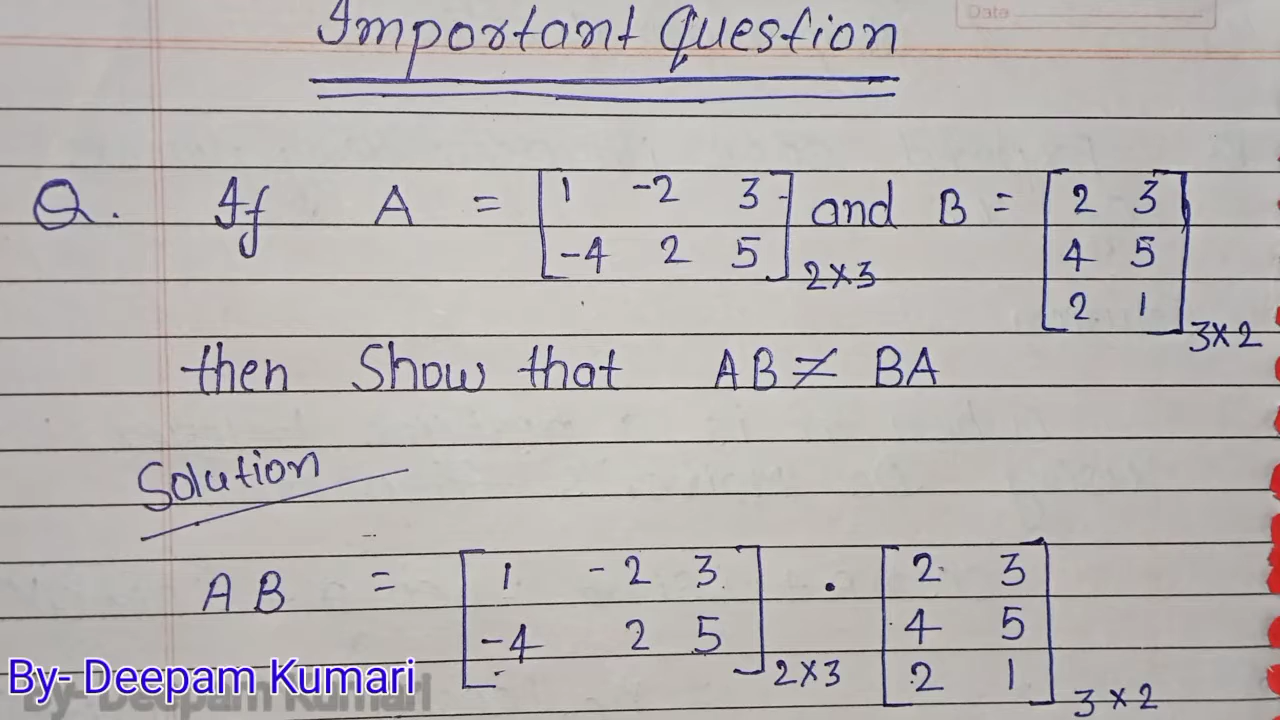 Date
Important Question
Q. If A = [1 -2 3 and B = [2 3
-4 2 5] 2×3 4 5
2 1] 3×2
then Show that AB ≠ BA
Solution
AB = [1 -2 3 . [2 3
-4 2 5] 2×3 4 5
2 1] 3×2
By- Deepam Kumari